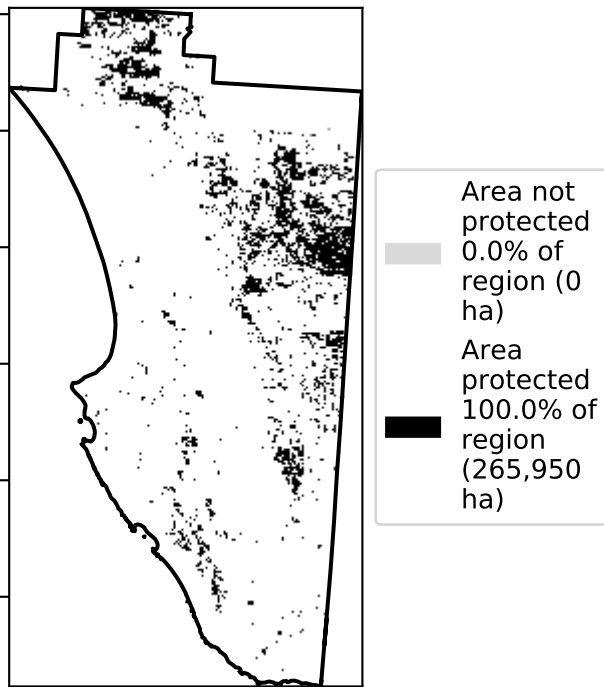 Area not
protected
0.0% of
region (0
ha)
Area
protected
100.0% of
region
(265,950
ha)